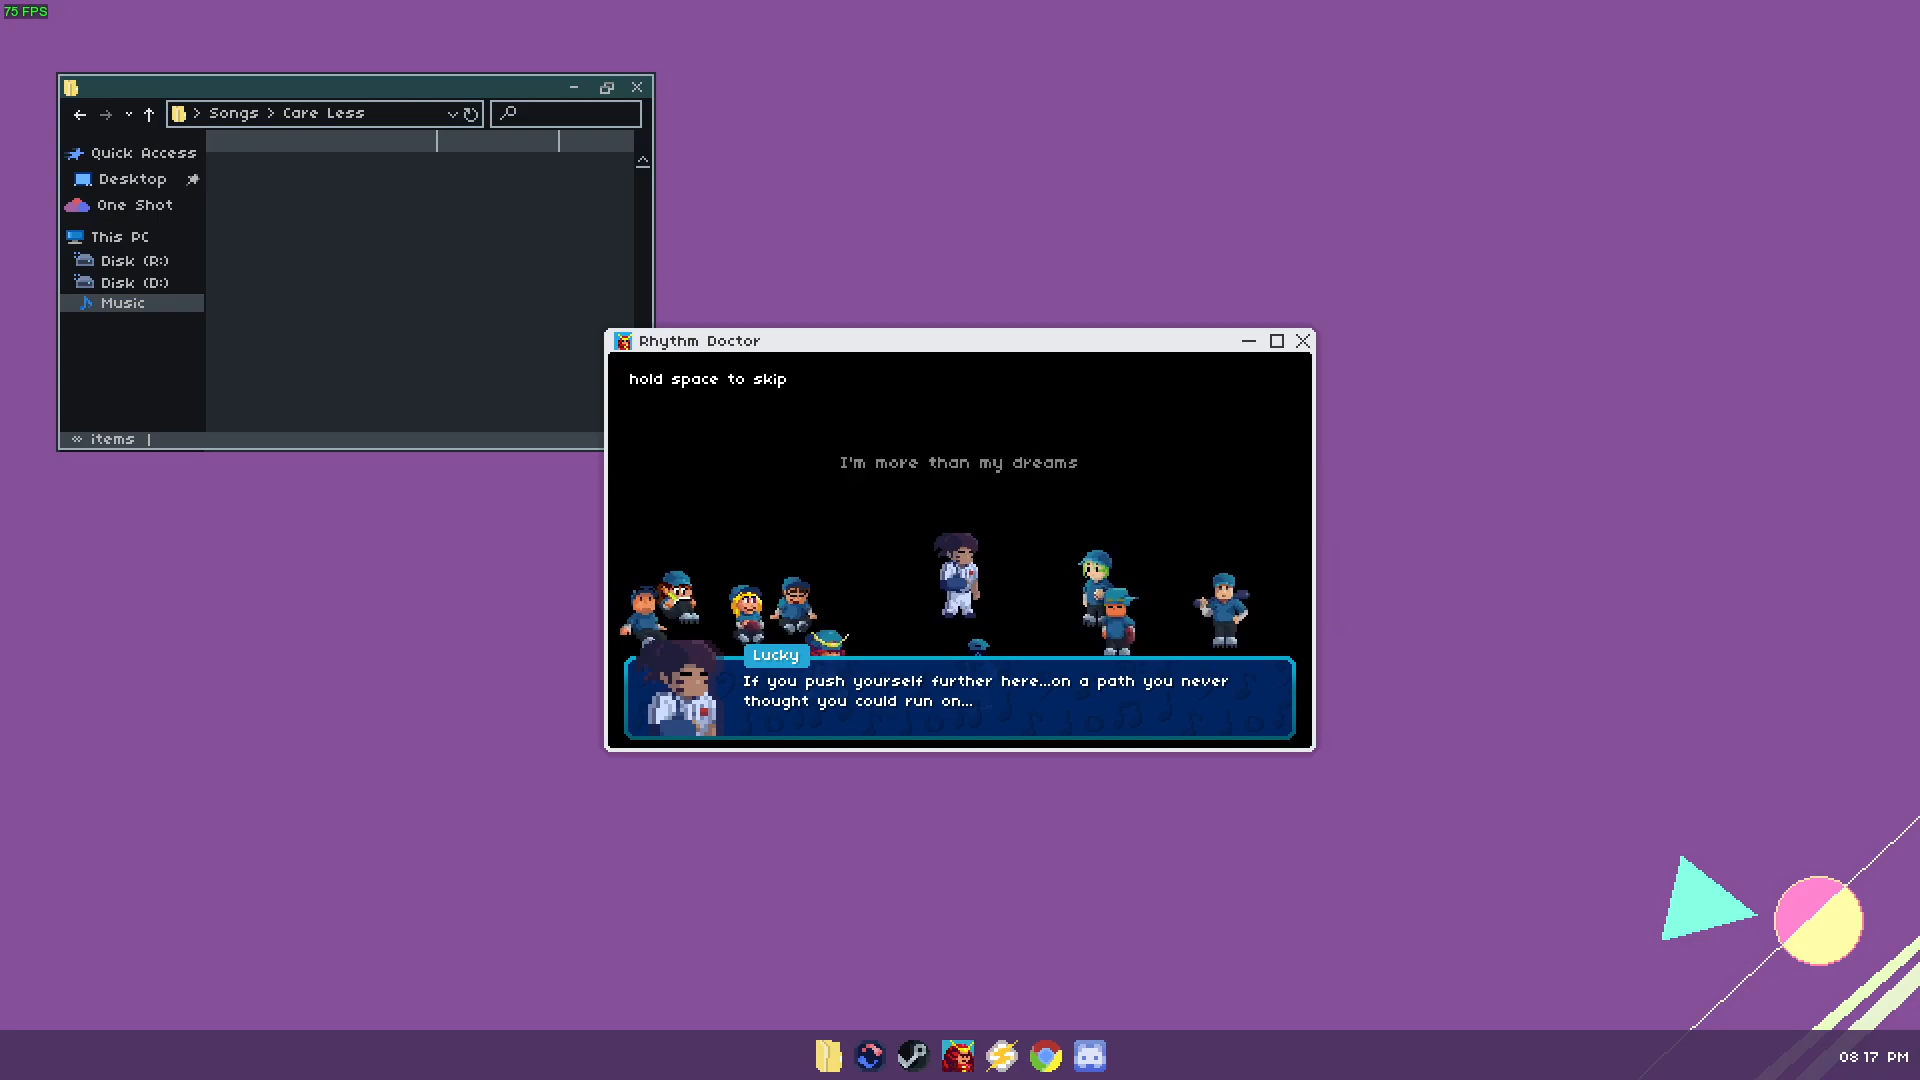 75 FPS
> Songs > Care Less
Quick Access
Desktop
One Shot
This PC
Disk (R:)
Disk (D:)
Music
∞ items |
Rhythm Doctor
hold space to skip
I'm more than my dreams
Lucky
If you push yourself further here...on a path you never
thought you could run on...
08 17 PM